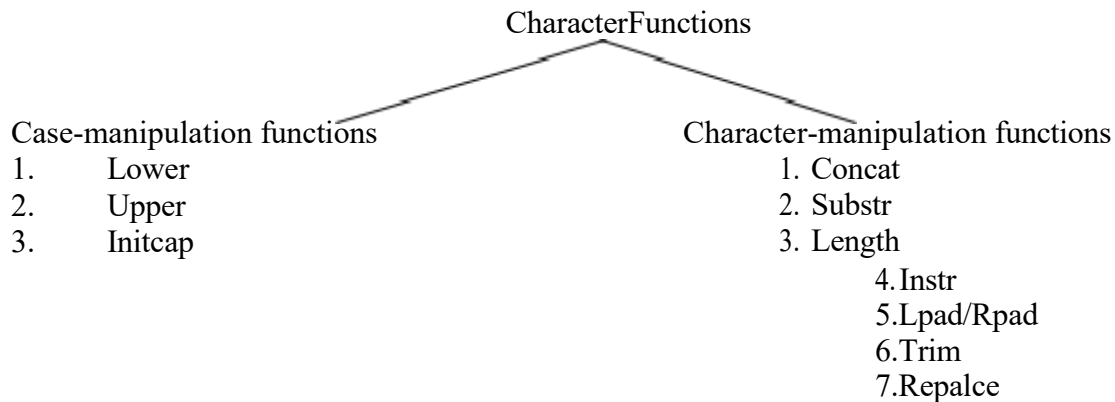 CharacterFunctions
Case-manipulation functions
1. Lower
2. Upper
3. Initcap
Character-manipulation functions
1. Concat
2. Substr
3. Length
4.Instr
5.Lpad/Rpad
6.Trim
7.Repalce